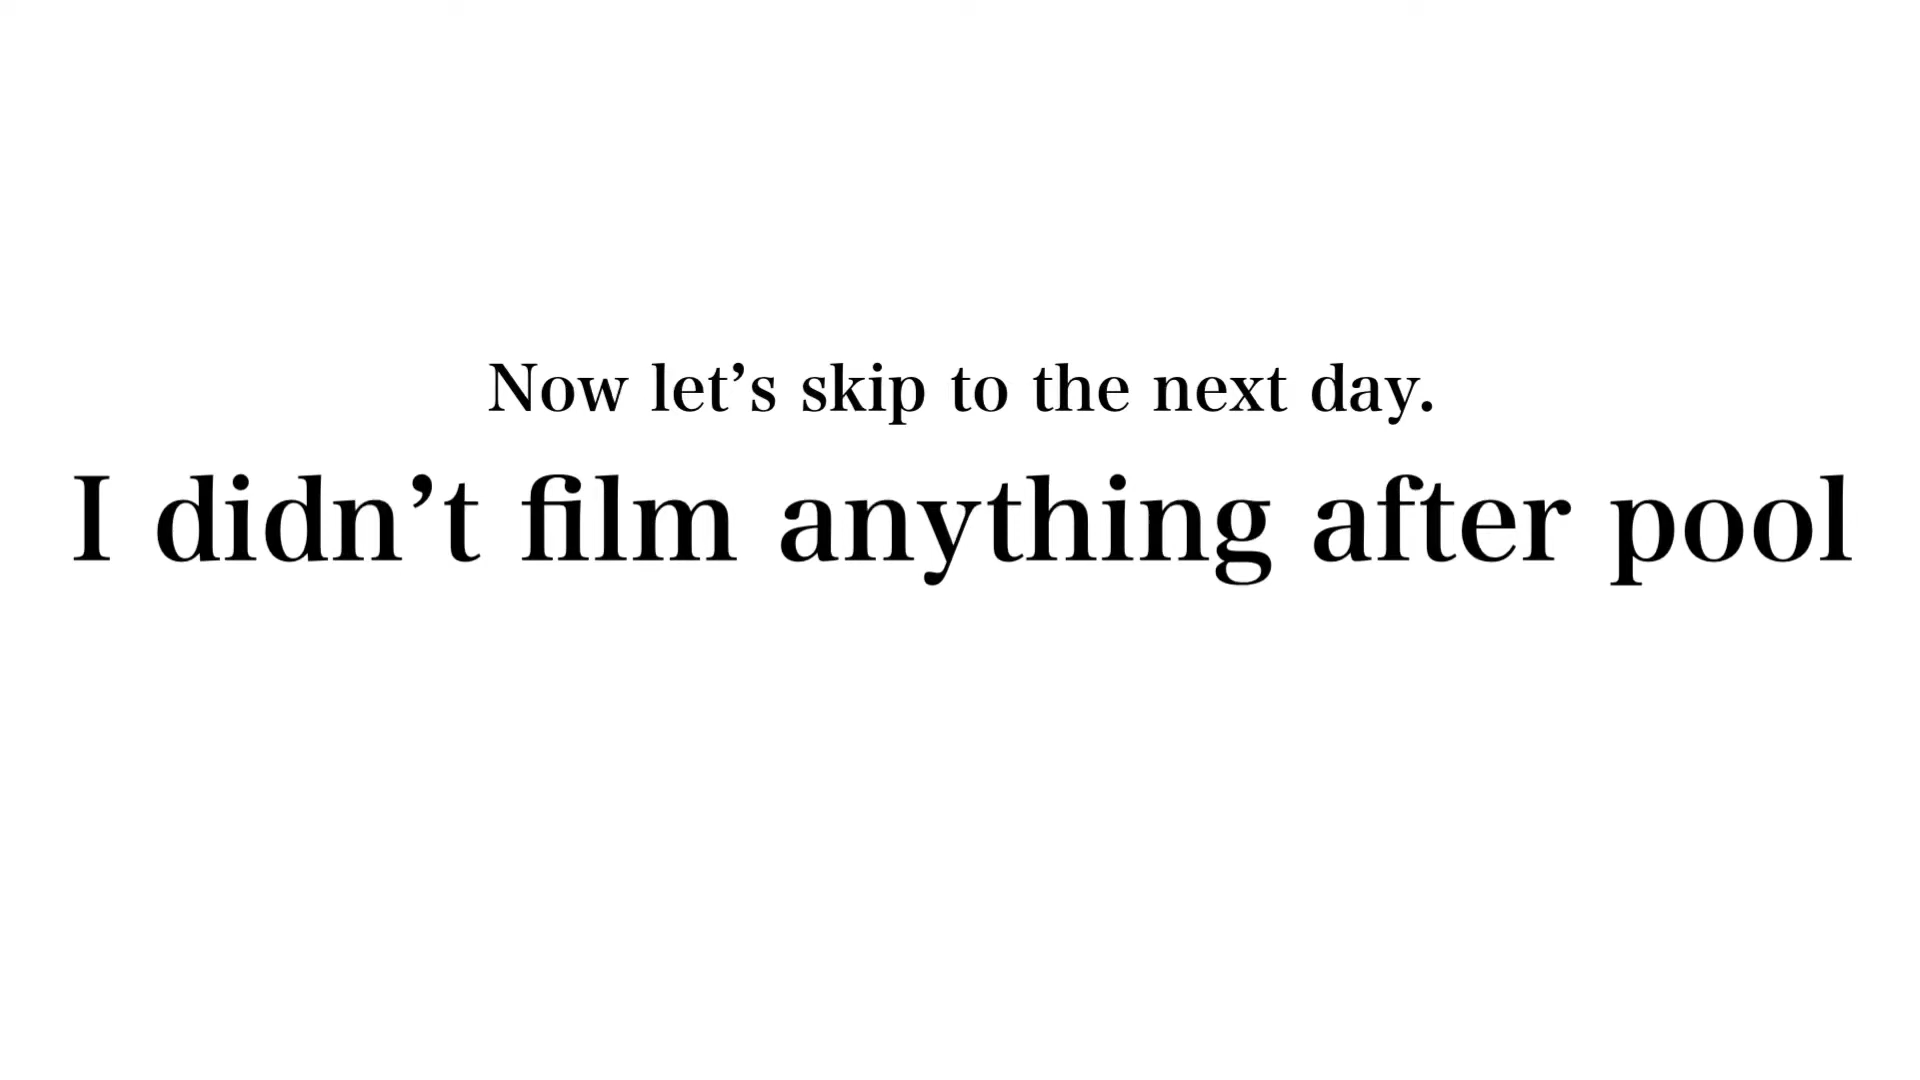 Now let’s skip to the next day.
I didn’t film anything after pool